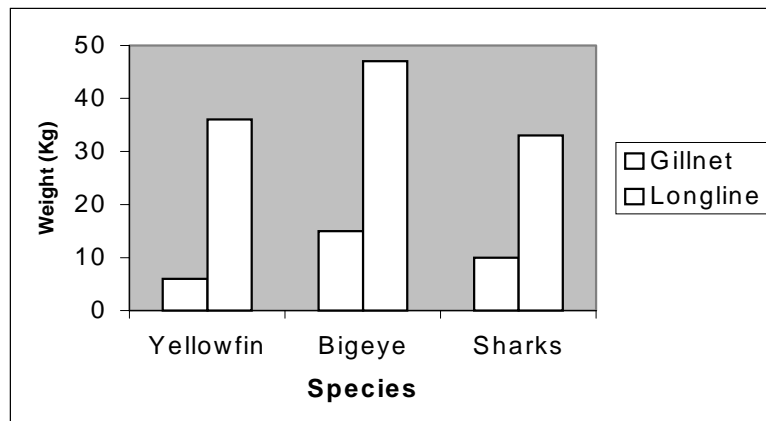 50
40
30
20
10
0
Weight (Kg)
Yellowfin Bigeye Sharks
Species
Gillnet
Longline